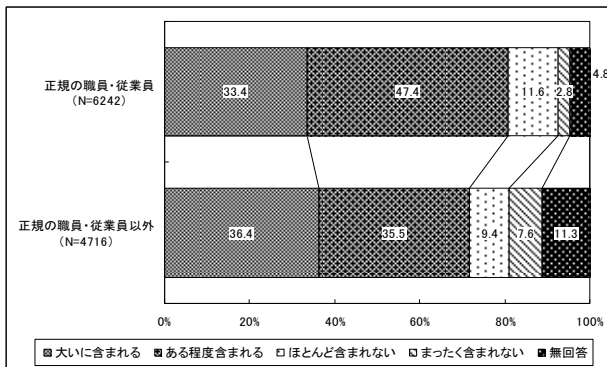 正規の職員・従業員
(N=6242)
33.4
47.4
11.6
2.8
4.8
正規の職員・従業員以外
(N=4716)
36.4
35.5
9.4
7.6
11.3
0%
20%
40%
60%
80%
100%
大いに含まれる
ある程度含まれる
ほとんど含まれない
まったく含まれない
無回答